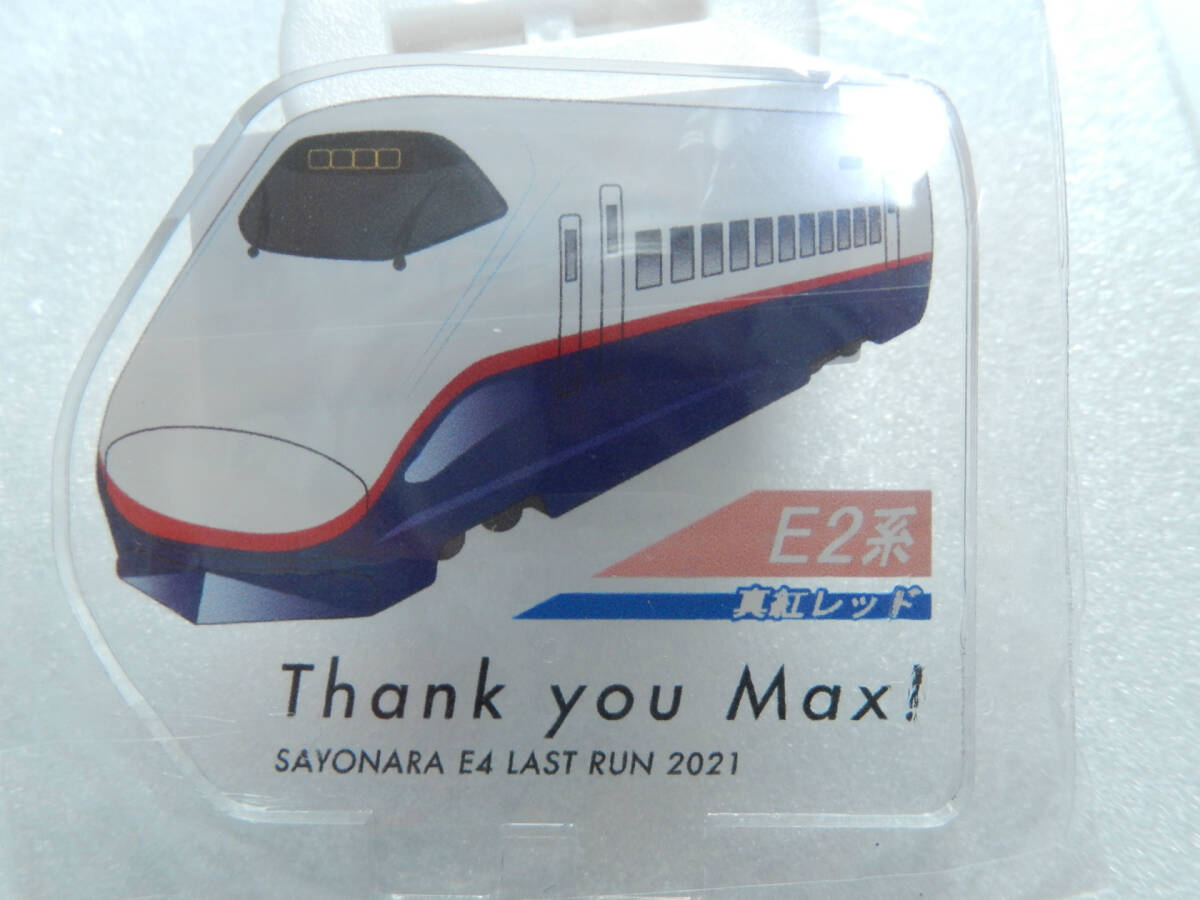 E2系
真紅レッド
Thank you Max!
SAYONARA E4 LAST RUN 2021